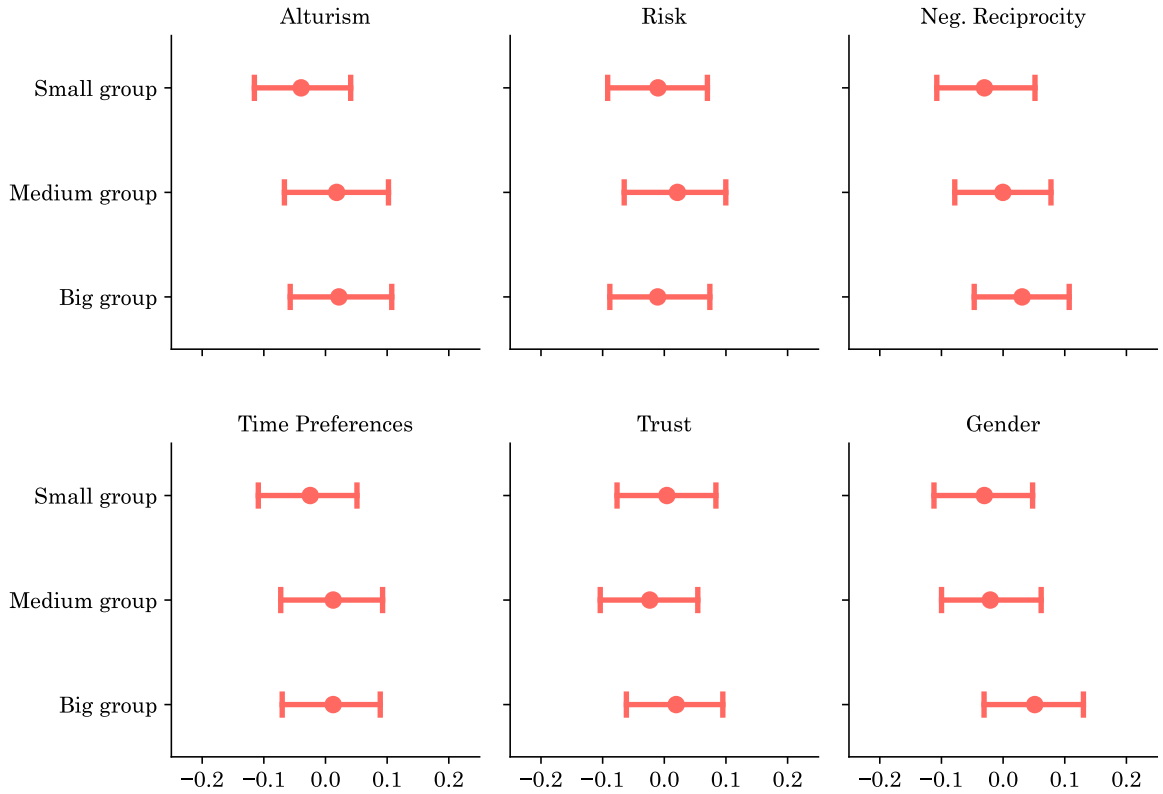 Alturism Risk Neg. Reciprocity
Small group
Medium group
Big group
Time Preferences Trust Gender
Small group
Medium group
Big group
−0.2 −0.1 0.0 0.1 0.2 −0.2 −0.1 0.0 0.1 0.2 −0.2 −0.1 0.0 0.1 0.2